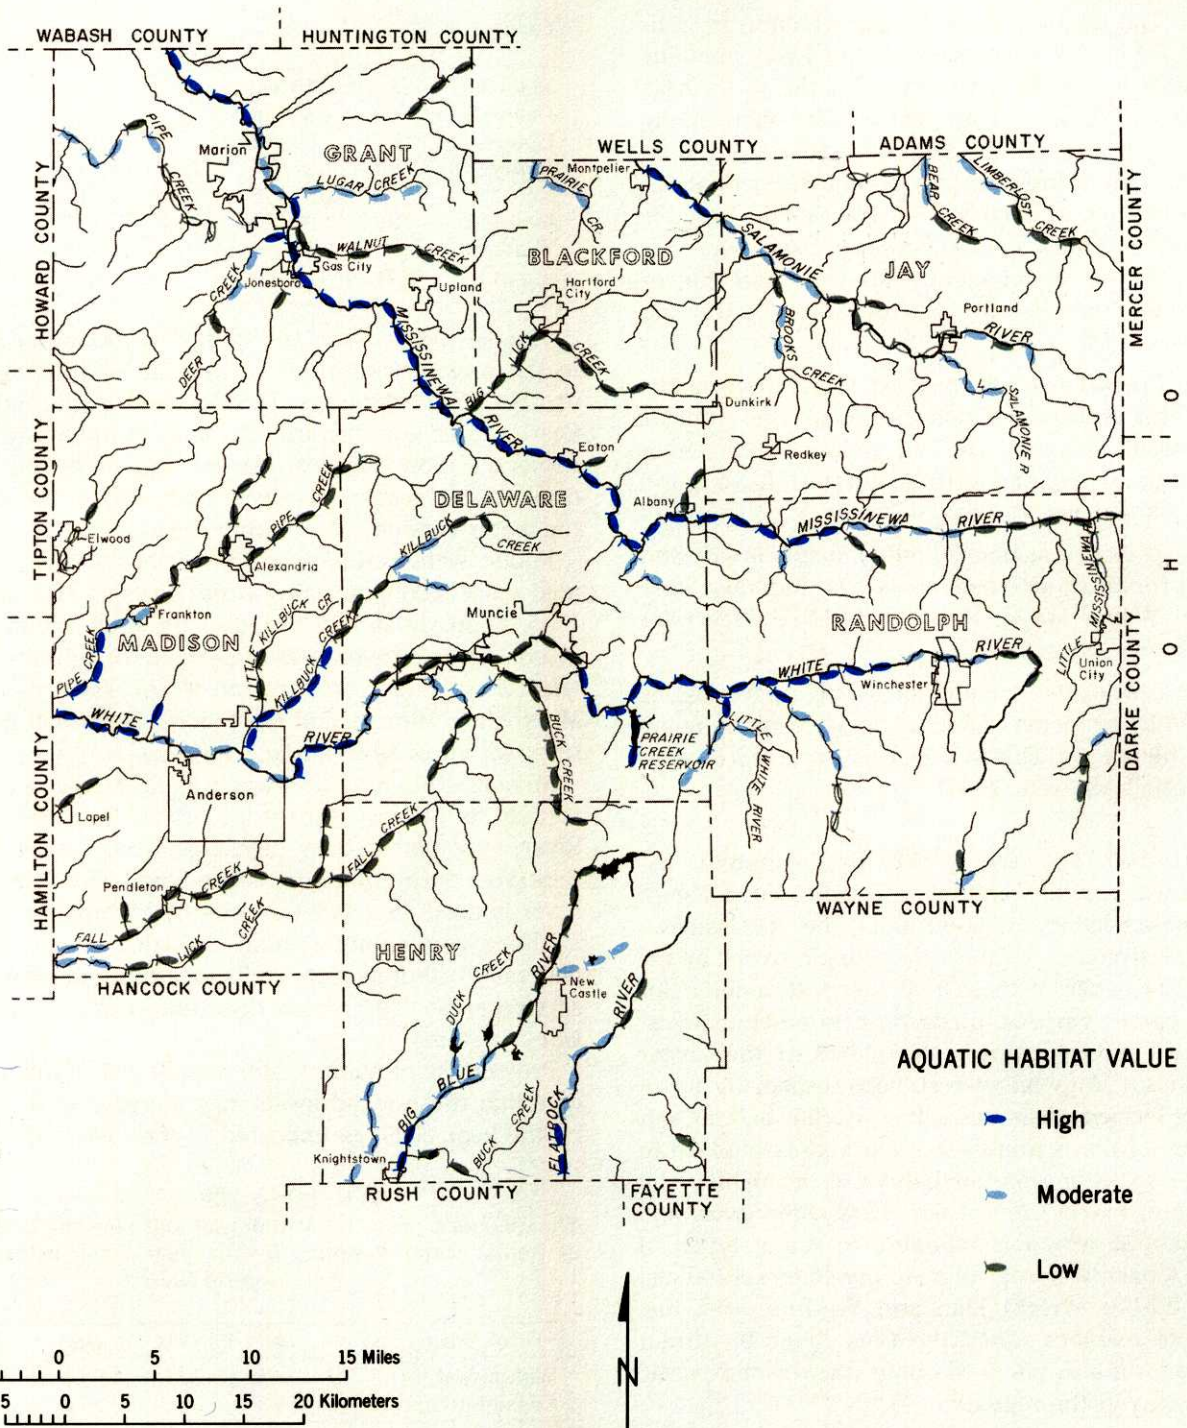 WABASH COUNTY
HUNTINGTON COUNTY
WELLS COUNTY
ADAMS COUNTY
HOWARD COUNTY
MERCER COUNTY
Marion
GRANT
PIPE
CREEK
LUGAR CREEK
PRAIRIE
CR
Montpelier
BEAR
CREEK
LIMBERLOST
CREEK
WALNUT CREEK
Gas City
Jonesboro
CREEK
DEER
Upland
BLACKFORD
Hartford
City
SALAMONIE
JAY
Portland
RIVER
MISSISSINEWA
RIVER
BIG
LICK
CREEK
BROOKS
CREEK
L.
SALAMONIE R
Dunkirk
Redkey
Eaton
Albany
TIPTON COUNTY
OHIO
Elwood
PIPE
CREEK
Alexandria
DELAWARE
KILLBUCK
CREEK
MISSISSINEWA RIVER
Frankton
MADISON
PIPE CREEK
LITTLE KILLBUCK CR
KILLBUCK CREEK
Muncie
RANDOLPH
LITTLE MISSISSINEWA
Union
City
WHITE
RIVER
Winchester
WHITE
RIVER
Anderson
BUCK CREEK
PRAIRIE
CREEK
RESERVOIR
LITTLE
WHITE RIVER
DARKE COUNTY
HAMILTON COUNTY
Lapel
FALL
CREEK
Pendleton
CREEK
FALL
LICK
CREEK
HANCOCK COUNTY
WAYNE COUNTY
HENRY
RIVER
New
Castle
RIVER
DUCK CREEK
BLUE
BIG
BUCK
CREEK
FLATROCK
Knightstown
RUSH COUNTY
FAYETTE
COUNTY
AQUATIC HABITAT VALUE
High
Moderate
Low
N
0 5 10 15 Miles
5 0 5 10 15 20 Kilometers